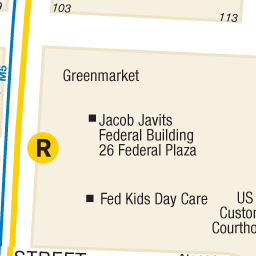 103
113
M5
Greenmarket
Jacob Javits
Federal Building
26 Federal Plaza
R
Fed Kids Day Care
US
Custom
Courtho
STREET